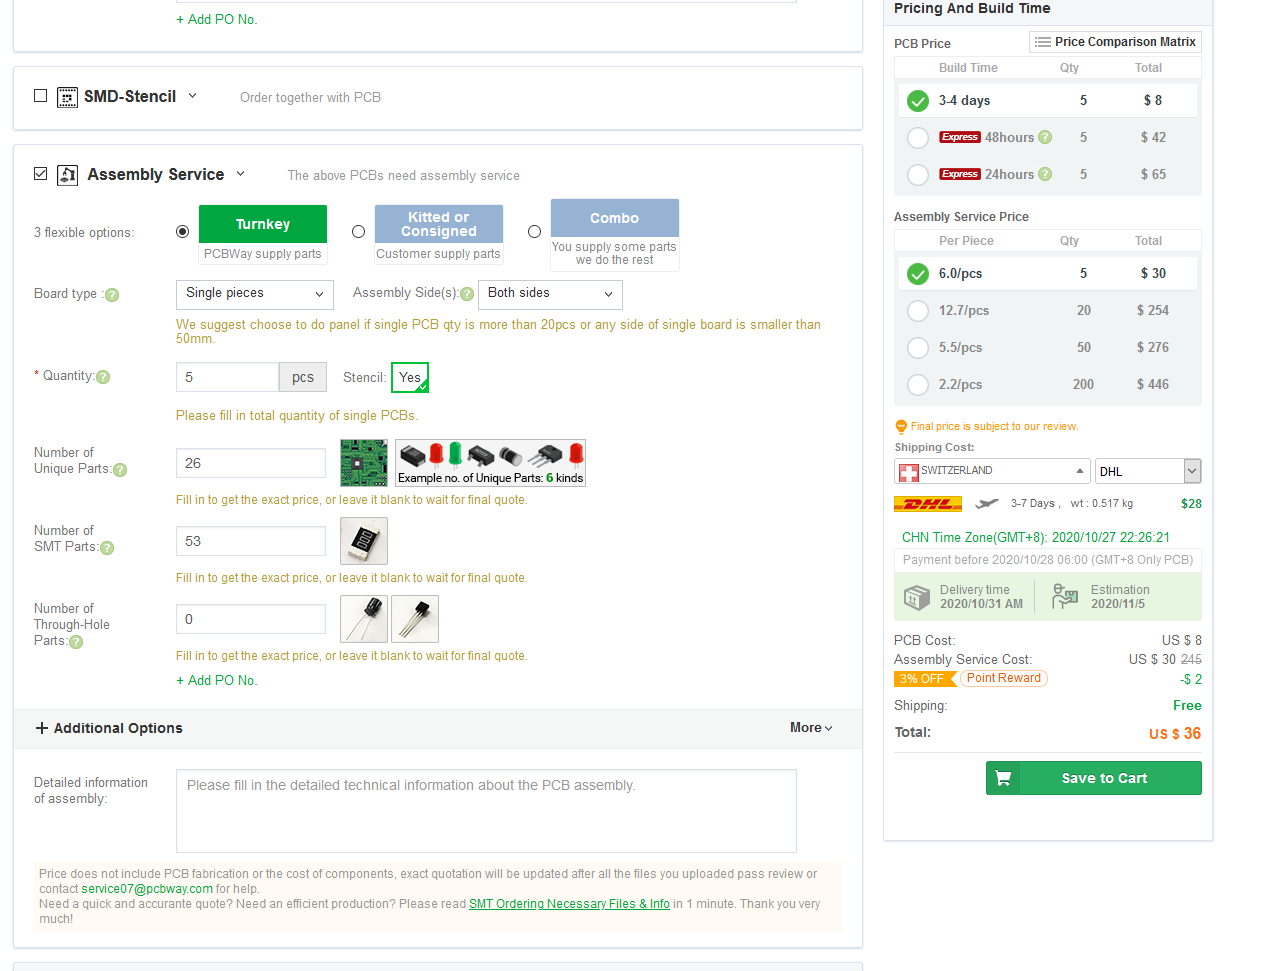 + Add PO No.
SMD-Stencil
Order together with PCB
Assembly Service
The above PCBs need assembly service
3 flexible options:
Turnkey
PCBWay supply parts
Kitted or
Consigned
Customer supply parts
Combo
You supply some parts
we do the rest
Board type :?
Single pieces
Assembly Side(s):?
Both sides
We suggest choose to do panel if single PCB qty is more than 20pcs or any side of single board is smaller than
50mm.
* Quantity:?
5
pcs
Stencil:
Yes
Please fill in total quantity of single PCBs.
Number of
Unique Parts:?
26
Example no. of Unique Parts: 6 kinds
Fill in to get the exact price, or leave it blank to wait for final quote.
Number of
SMT Parts:?
53
Fill in to get the exact price, or leave it blank to wait for final quote.
Number of
Through-Hole
Parts:?
0
Fill in to get the exact price, or leave it blank to wait for final quote.
+ Add PO No.
+ Additional Options
More
Detailed information
of assembly:
Please fill in the detailed technical information about the PCB assembly.
Price does not include PCB fabrication or the cost of components, exact quotation will be updated after all the files you uploaded pass review or
contact service07@pcbway.com for help.
Need a quick and accurante quote? Need an efficient production? Please read SMT Ordering Necessary Files & Info in 1 minute. Thank you very
much!
Pricing And Build Time
PCB Price
Price Comparison Matrix
Build Time Qty Total
3-4 days 5 $ 8
Express 48hours ? 5 $ 42
Express 24hours ? 5 $ 65
Assembly Service Price
Per Piece Qty Total
6.0/pcs 5 $ 30
12.7/pcs 20 $ 254
5.5/pcs 50 $ 276
2.2/pcs 200 $ 446
Final price is subject to our review.
Shipping Cost:
SWITZERLAND
DHL
DHL 3-7 Days , wt : 0.517 kg $28
CHN Time Zone(GMT+8): 2020/10/27 22:26:21
Payment before 2020/10/28 06:00 (GMT+8 Only PCB)
Delivery time
2020/10/31 AM
Estimation
2020/11/5
PCB Cost: US $ 8
Assembly Service Cost: US $ 30 245
3% OFF Point Reward -$ 2
Shipping: Free
Total: US $ 36
Save to Cart